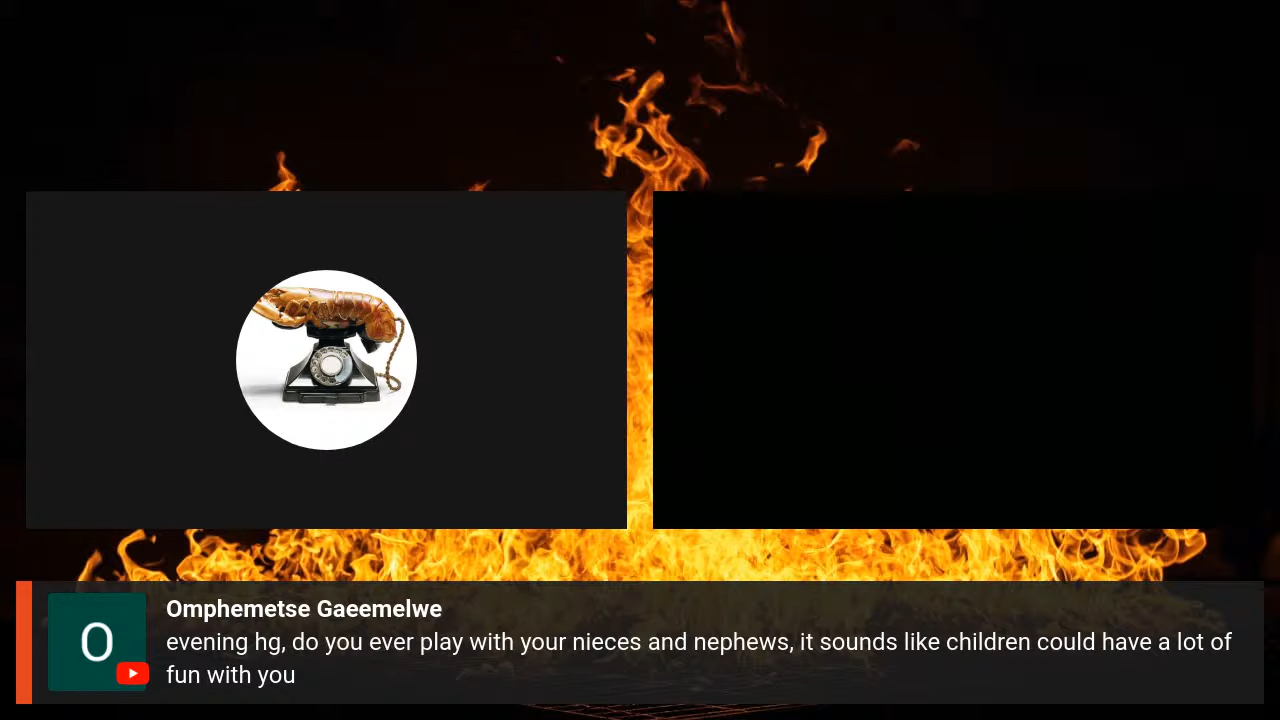 Omphemetse Gaeemelwe
O
evening hg, do you ever play with your nieces and nephews, it sounds like children could have a lot of
fun with you